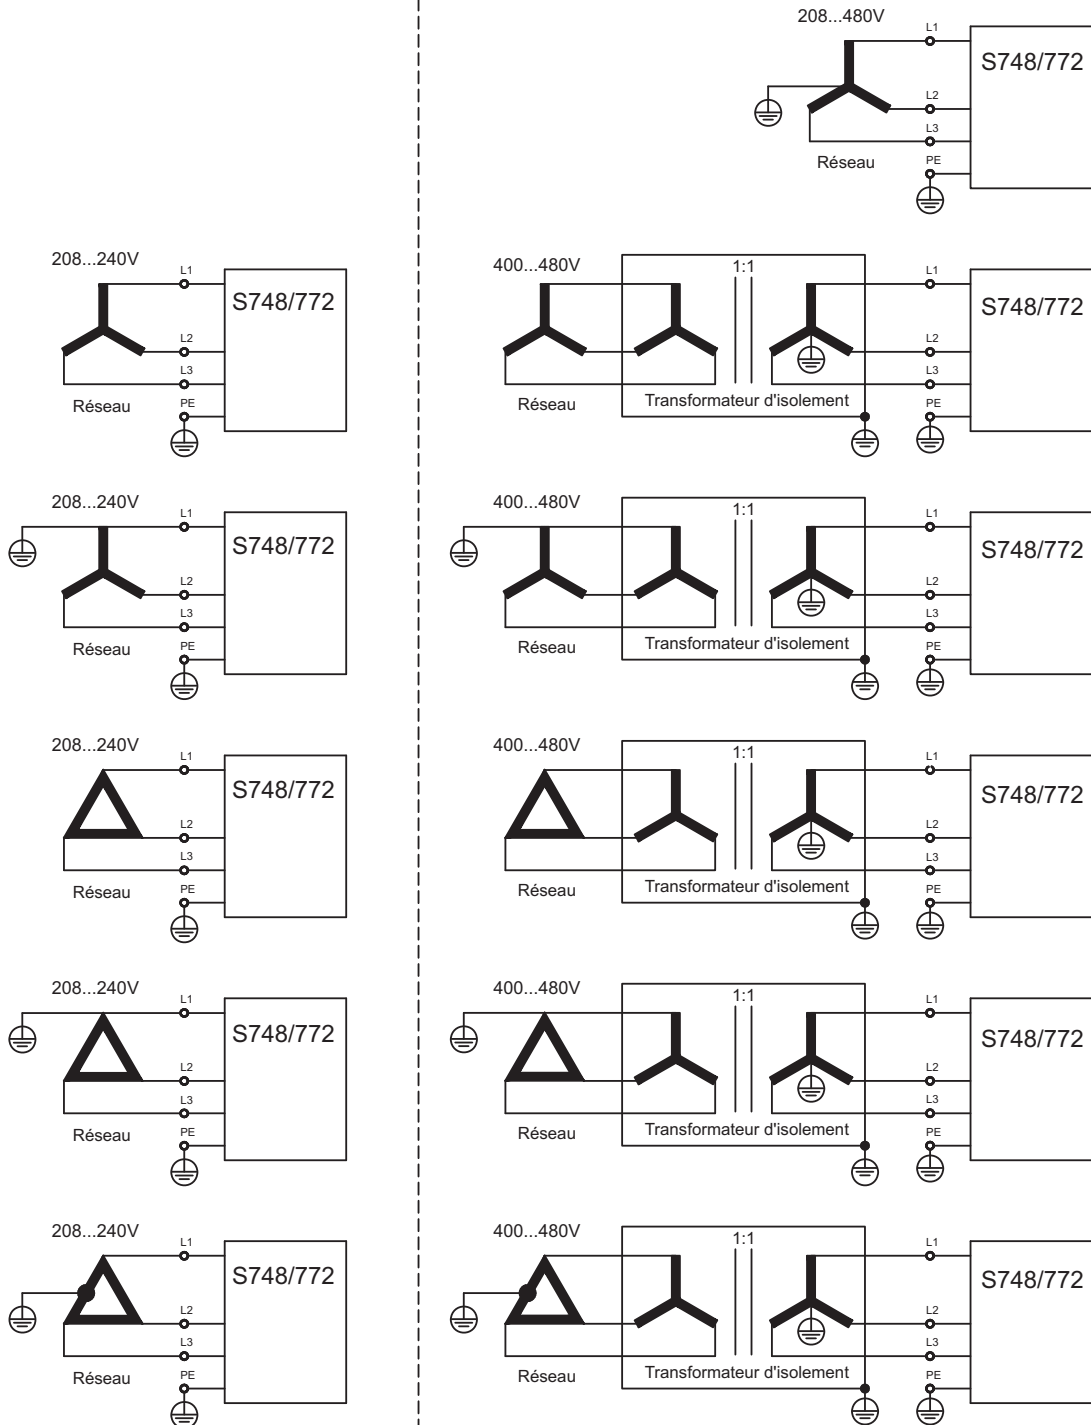 208...480V
L1
S748/772
L2
L3
Réseau
PE
208...240V
L1
S748/772
L2
L3
Réseau
PE
400...480V
1:1
L1
S748/772
L2
L3
Réseau
Transformateur d'isolement
PE
208...240V
L1
S748/772
L2
L3
Réseau
PE
400...480V
1:1
L1
S748/772
L2
L3
Réseau
Transformateur d'isolement
PE
208...240V
L1
S748/772
L2
L3
Réseau
PE
400...480V
1:1
L1
S748/772
L2
L3
Réseau
Transformateur d'isolement
PE
208...240V
L1
S748/772
L2
L3
Réseau
PE
400...480V
1:1
L1
S748/772
L2
L3
Réseau
Transformateur d'isolement
PE
208...240V
L1
S748/772
L2
L3
Réseau
PE
400...480V
1:1
L1
S748/772
L2
L3
Réseau
Transformateur d'isolement
PE